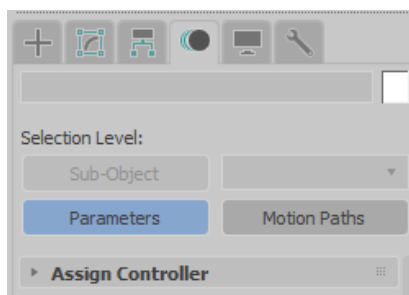 Selection Level:
Sub-Object
Parameters Motion Paths
Assign Controller